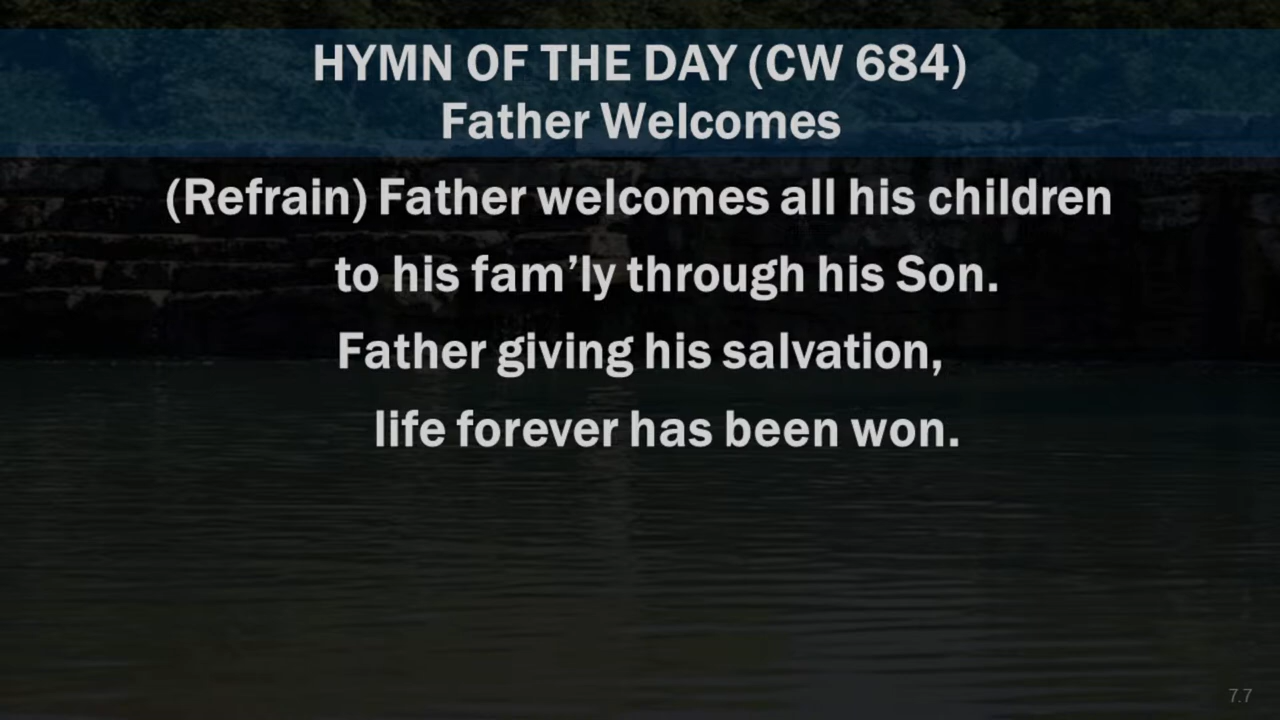 HYMN OF THE DAY (CW 684)
Father Welcomes
(Refrain) Father welcomes all his children
to his fam’ly through his Son.
Father giving his salvation,
life forever has been won.
7.7